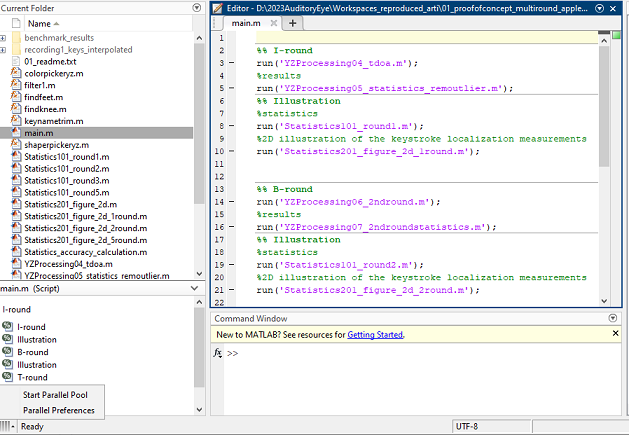 Current Folder
Name
benchmark_results
recording1_keys_interpolated
01_readme.txt
colorpickeryz.m
filter1.m
findfeet.m
findknee.m
keynametrim.m
main.m
shaperpickeryz.m
Statistics101_round1.m
Statistics101_round2.m
Statistics101_round3.m
Statistics101_round5.m
Statistics201_figure_2d.m
Statistics201_figure_2d_1round.m
Statistics201_figure_2d_2round.m
Statistics201_figure_2d_5round.m
Statistics_accuracy_calculation.m
YZProcessing04_tdoa.m
YZProcessing05_statistics_remoutlier.m
main.m (Script)
I-round
I-round
Illustration
B-round
Illustration
T-round
Start Parallel Pool
Parallel Preferences
Ready
Editor - D:\2023AuditoryEye\Workspaces_reproduced_arti\01_proofofconcept_multiround_apple...
main.m
1
2 %% I-round
3 run('YZProcessing04_tdoa.m');
4 %results
5 run('YZProcessing05_statistics_remoutlier.m');
6 %% Illustration
7 %statistics
8 run('Statistics101_round1.m');
9 %2D illustration of the keystroke localization measurements
10 run('Statistics201_figure_2d_1round.m');
11
12
13 %% B-round
14 run('YZProcessing06_2ndround.m');
15 %results
16 run('YZProcessing07_2ndroundstatistics.m');
17 %% Illustration
18 %statistics
19 run('Statistics101_round2.m');
20 %2D illustration of the keystroke localization measurements
21 run('Statistics201_figure_2d_2round.m');
22
Command Window
New to MATLAB? See resources for Getting Started.
fx >>
UTF-8